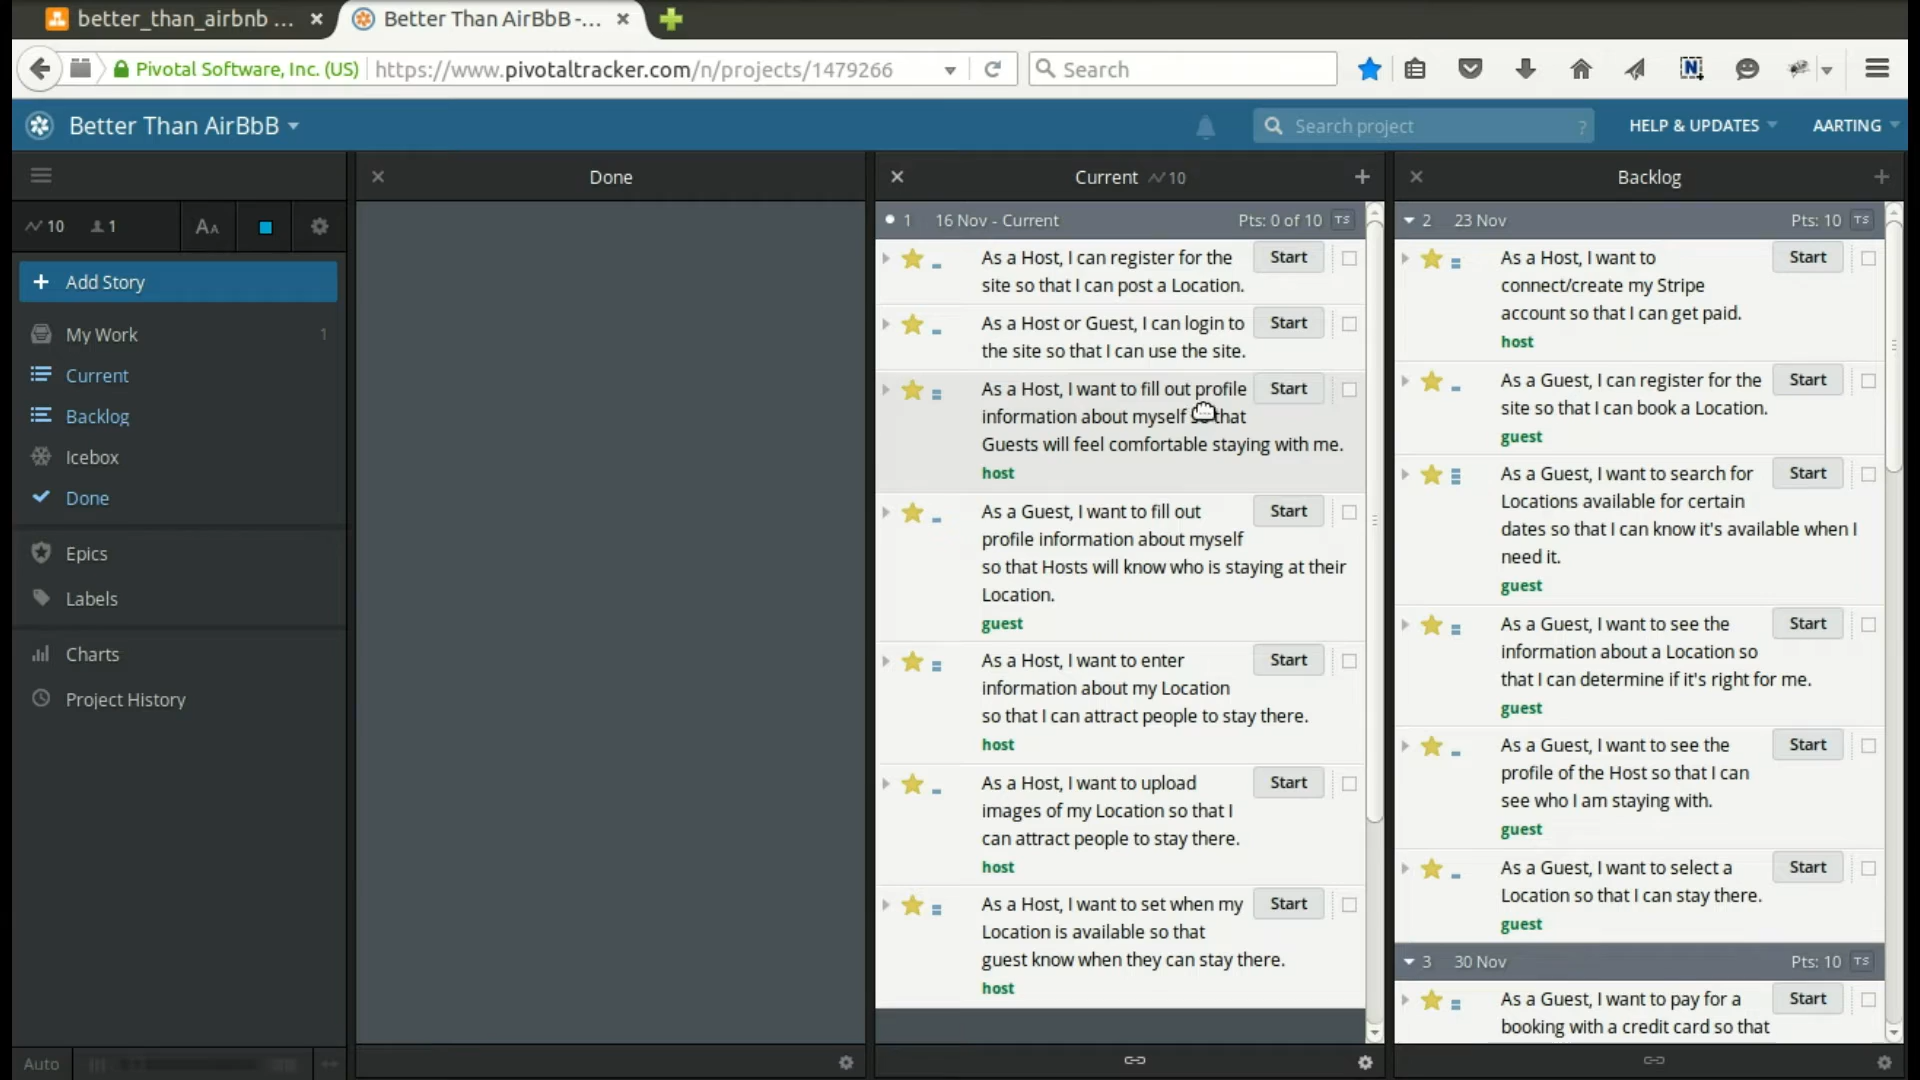 better_than_airbnb ...
Better Than AirBbB -...
Pivotal Software, Inc. (US)
https://www.pivotaltracker.com/n/projects/1479266
Search
Better Than AirBbB
Search project
?
HELP & UPDATES
AARTING
10
1
AA
Add Story
My Work
1
Current
Backlog
Icebox
Done
Epics
Labels
Charts
Project History
Auto
Done
Current
10
1
16 Nov - Current
Pts: 0 of 10
TS
As a Host, I can register for the
site so that I can post a Location.
Start
As a Host or Guest, I can login to
the site so that I can use the site.
Start
As a Host, I want to fill out profile
information about myself so that
Guests will feel comfortable staying with me.
host
Start
As a Guest, I want to fill out
profile information about myself
so that Hosts will know who is staying at their
Location.
guest
Start
As a Host, I want to enter
information about my Location
so that I can attract people to stay there.
host
Start
As a Host, I want to upload
images of my Location so that I
can attract people to stay there.
host
Start
As a Host, I want to set when my
Location is available so that
guest know when they can stay there.
host
Start
Backlog
2
23 Nov
Pts: 10
TS
As a Host, I want to
connect/create my Stripe
account so that I can get paid.
host
Start
As a Guest, I can register for the
site so that I can book a Location.
guest
Start
As a Guest, I want to search for
Locations available for certain
dates so that I can know it's available when I
need it.
guest
Start
As a Guest, I want to see the
information about a Location so
that I can determine if it's right for me.
guest
Start
As a Guest, I want to see the
profile of the Host so that I can
see who I am staying with.
guest
Start
As a Guest, I want to select a
Location so that I can stay there.
guest
Start
3
30 Nov
Pts: 10
TS
As a Guest, I want to pay for a
booking with a credit card so that
Start